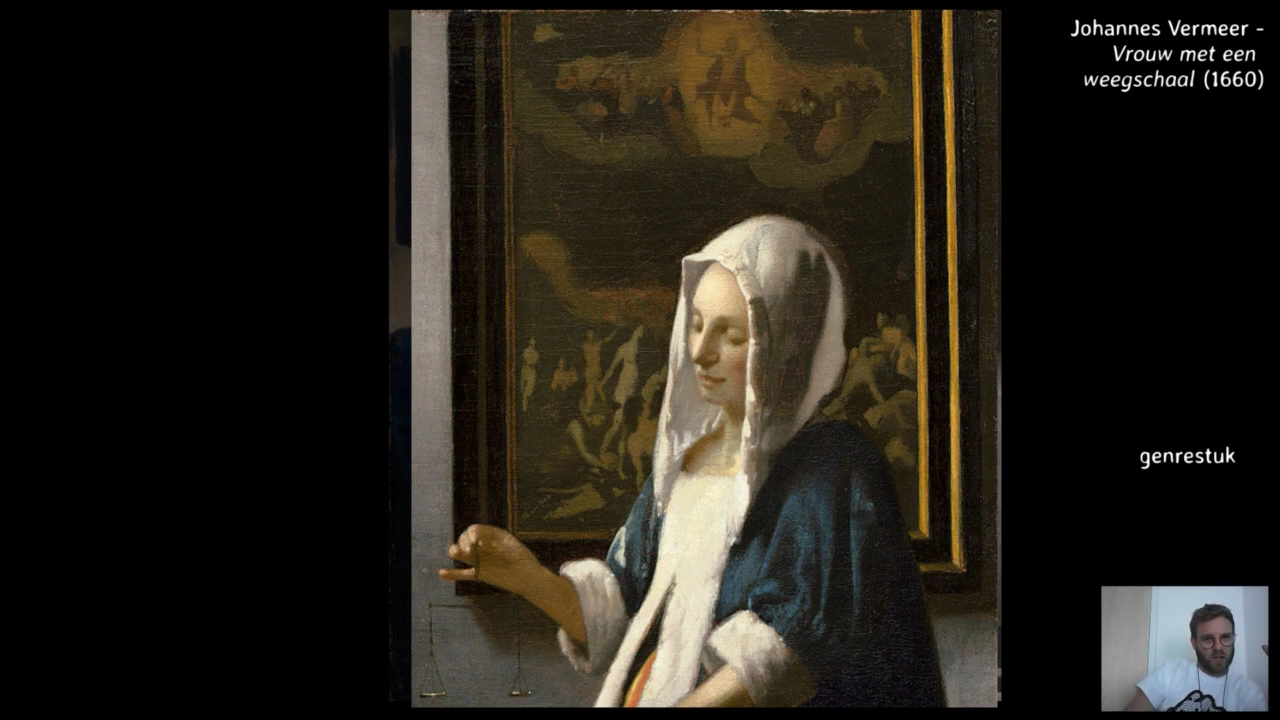 Johannes Vermeer -
Vrouw met een
weegschaal (1660)
genrestuk